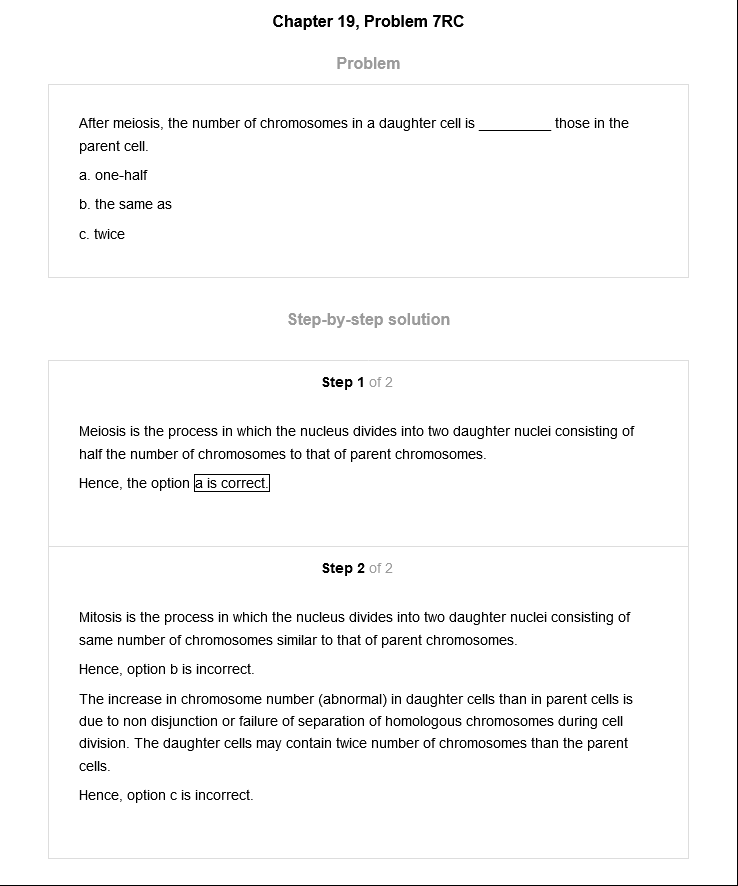 Chapter 19, Problem 7RC
Problem
After meiosis, the number of chromosomes in a daughter cell is _________ those in the
parent cell.
a. one-half
b. the same as
c. twice
Step-by-step solution
Step 1 of 2
Meiosis is the process in which the nucleus divides into two daughter nuclei consisting of
half the number of chromosomes to that of parent chromosomes.
Hence, the option a is correct.
Step 2 of 2
Mitosis is the process in which the nucleus divides into two daughter nuclei consisting of
same number of chromosomes similar to that of parent chromosomes.
Hence, option b is incorrect.
The increase in chromosome number (abnormal) in daughter cells than in parent cells is
due to non disjunction or failure of separation of homologous chromosomes during cell
division. The daughter cells may contain twice number of chromosomes than the parent
cells.
Hence, option c is incorrect.